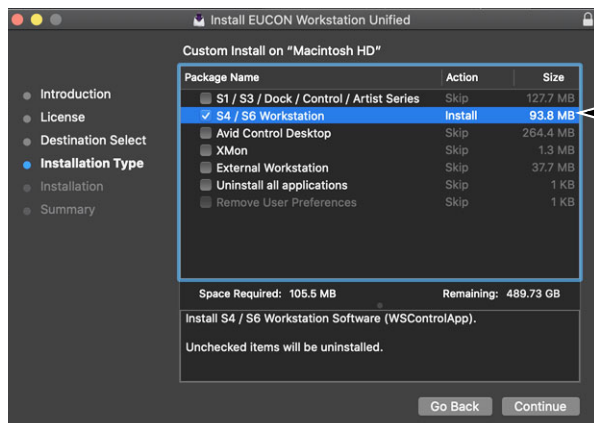 Install EUCON Workstation Unified
Custom Install on “Macintosh HD”
Introduction
License
Destination Select
Installation Type
Installation
Summary
Package Name Action Size
S1 / S3 / Dock / Control / Artist Series Skip 127.7 MB
S4 / S6 Workstation Install 93.8 MB
Avid Control Desktop Skip 264.4 MB
XMon Skip 1.3 MB
External Workstation Skip 37.7 MB
Uninstall all applications Skip 1 KB
Remove User Preferences Skip 1 KB
Space Required: 105.5 MB Remaining: 489.73 GB
Install S4 / S6 Workstation Software (WSControlApp).
Unchecked items will be uninstalled.
Go Back Continue